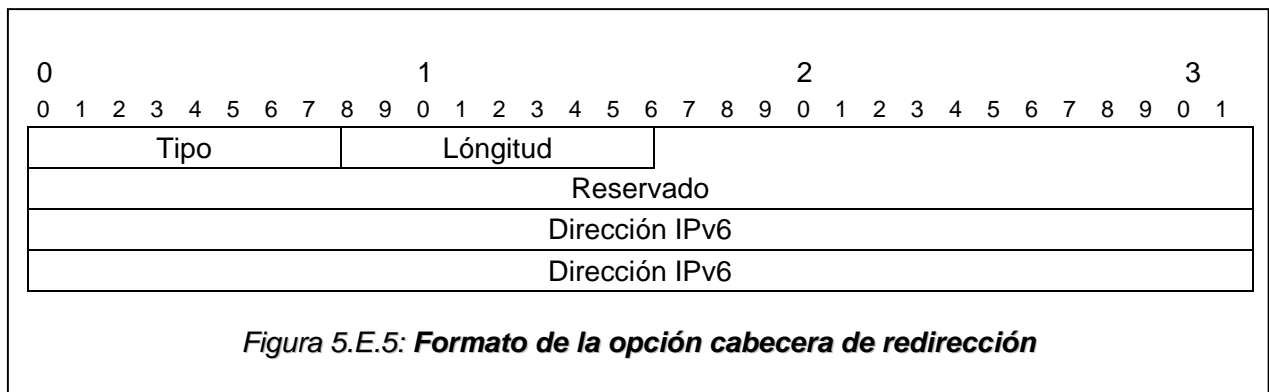 0 1 2 3
0 1 2 3 4 5 6 7 8 9 0 1 2 3 4 5 6 7 8 9 0 1 2 3 4 5 6 7 8 9 0 1
Tipo Lóngitud
Reservado
Dirección IPv6
Dirección IPv6
Figura 5.E.5: Formato de la opción cabecera de redirección